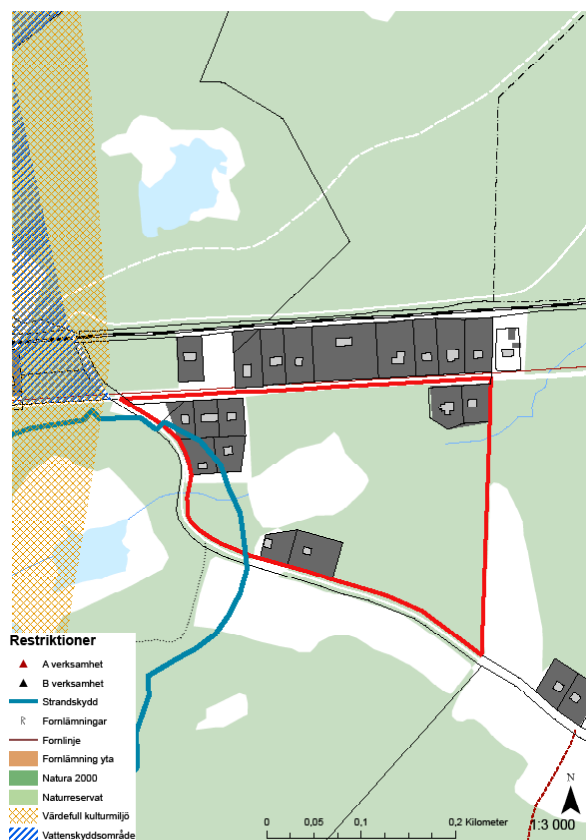 Restriktioner
A verksamhet
B verksamhet
Strandskydd
R Fornlämningar
Fornlinje
Fornlämning yta
Natura 2000
Naturreservat
Värdefull kulturmiljö
Vattenskyddsområde
N
0 0,05 0,1 0,2 Kilometer
1:3 000